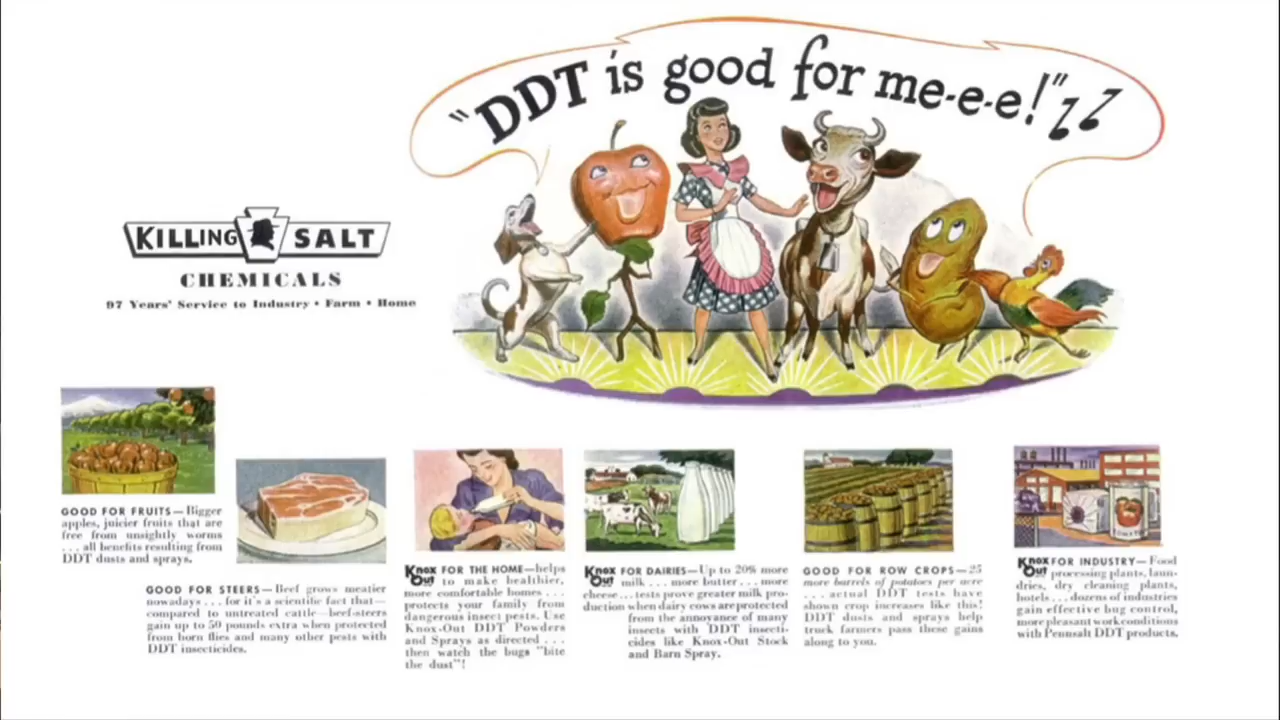 "DDT is good for me-e-e!"
KILLING SALT
CHEMICALS
97 Years' Service to Industry • Farm • Home
GOOD FOR FRUITS—Bigger
apples, juicier fruits that are
free from unsightly worms
. . . all benefits resulting from
DDT dusts and sprays.
GOOD FOR STEERS—Beef grows meatier
nowadays . . . for it's a scientific fact that—
compared to untreated cattle—beef-steers
gain up to 50 pounds extra when protected
from horn flies and many other pests with
DDT insecticides.
Knox Out FOR THE HOME—helps
to make healthier,
more comfortable homes . . .
protects your family from
dangerous insect pests. Use
Knox-Out DDT Powders
and Sprays as directed . . .
then watch the bugs "bite
the dust"!
Knox Out FOR DAIRIES—Up to 20% more
milk . . . more butter . . . more
cheese . . . tests prove greater milk pro-
duction when dairy cows are protected
from the annoyance of many
insects with DDT insecti-
cides like Knox-Out Stock
and Barn Spray.
GOOD FOR ROW CROPS—25
more barrels of potatoes per acre
. . . actual DDT tests have
shown crop increases like this!
DDT dusts and sprays help
truck farmers pass these gains
along to you.
TOMATO
Knox Out FOR INDUSTRY—Food
processing plants, laun-
dries, dry cleaning plants,
hotels . . . dozens of industries
gain effective bug control,
more pleasant work conditions
with Pennsalt DDT products.